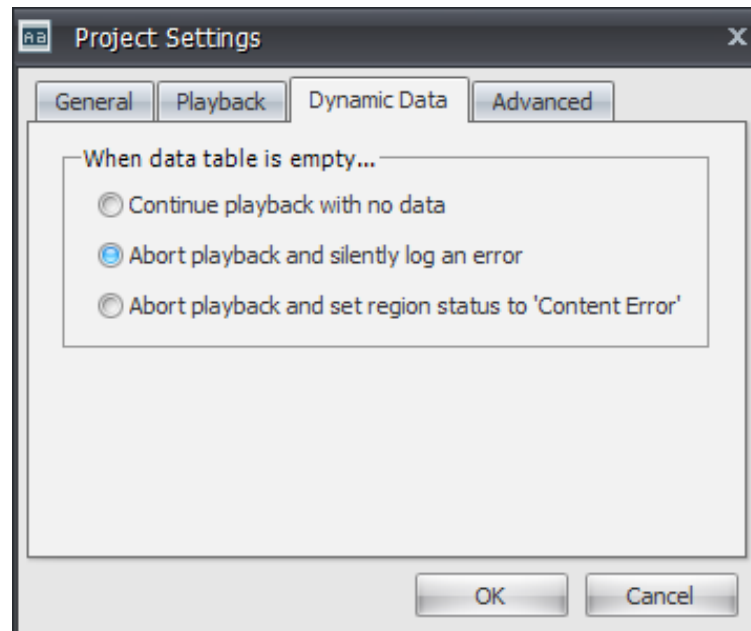 AB Project Settings X
General Playback Dynamic Data Advanced
When data table is empty...
Continue playback with no data
Abort playback and silently log an error
Abort playback and set region status to 'Content Error'
OK Cancel